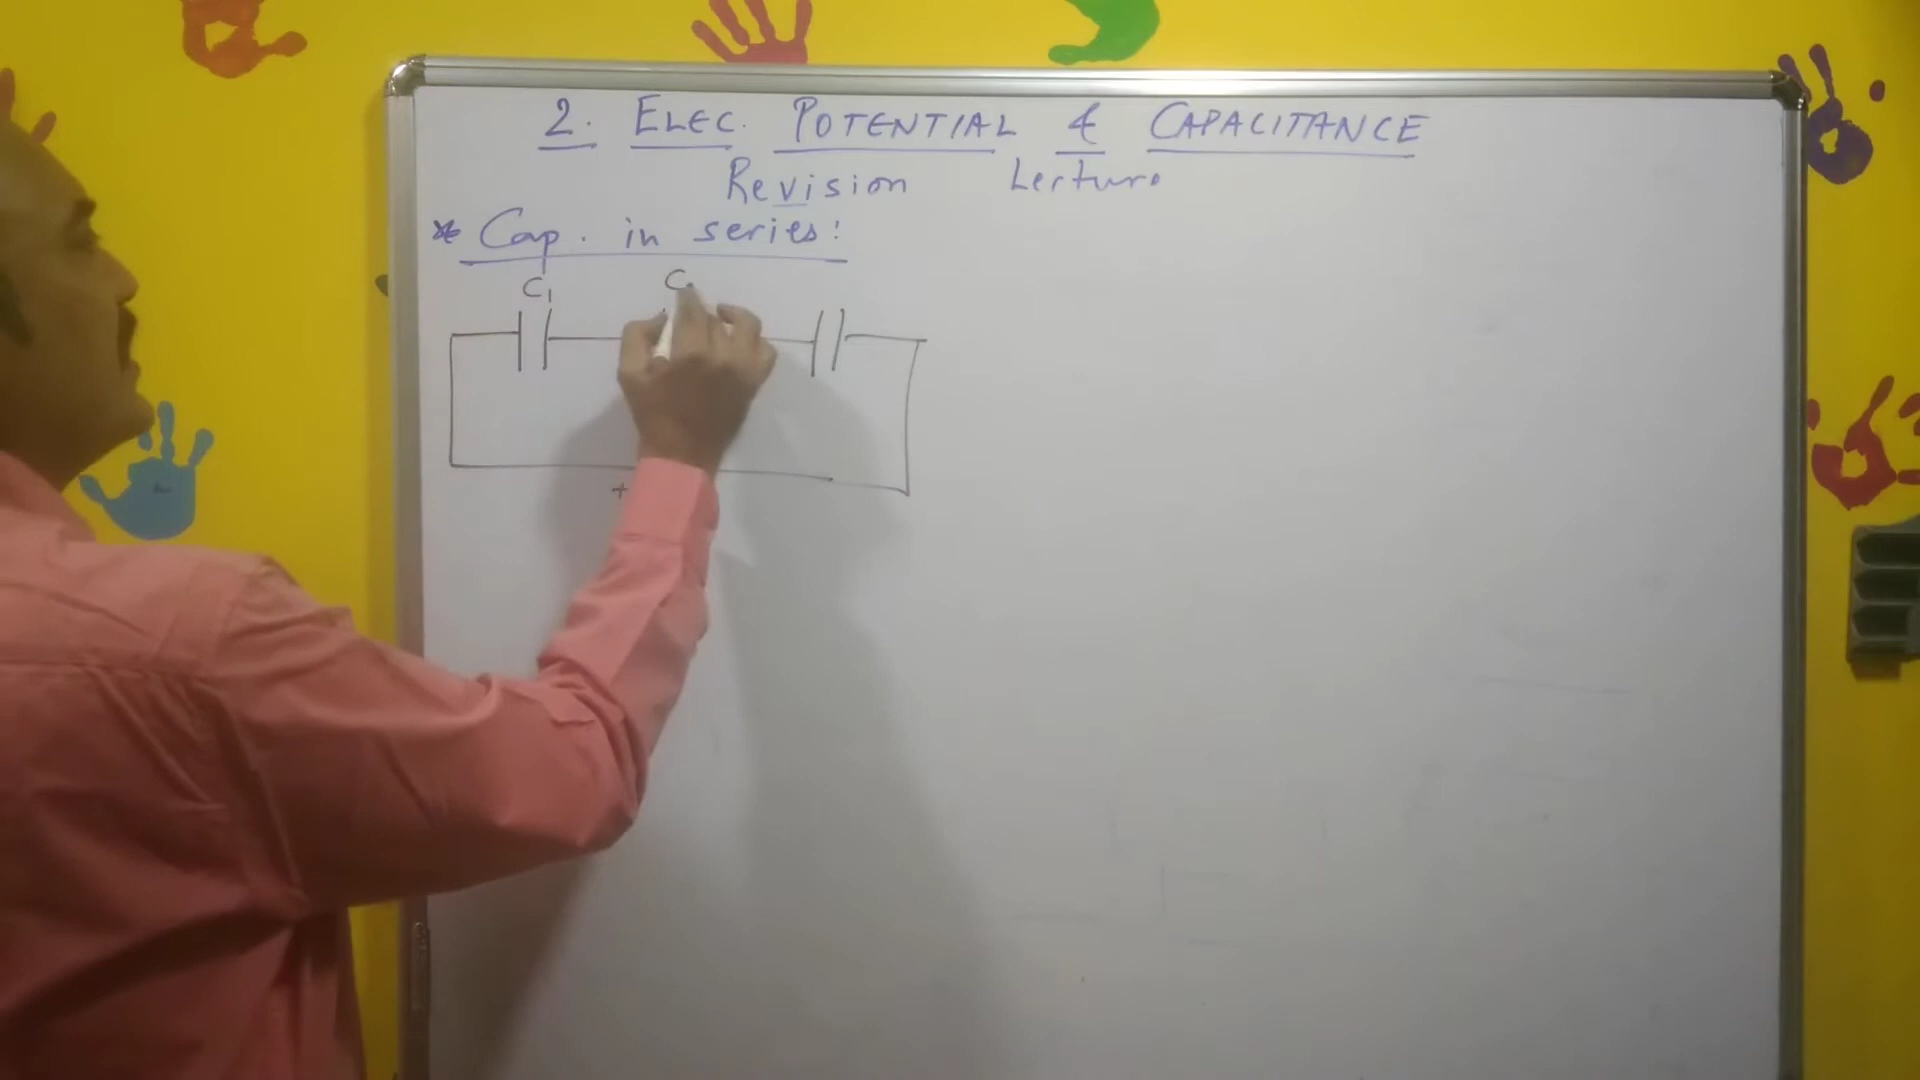 2. ELEC. POTENTIAL & CAPACITANCE
Revision Lecture
* Cap. in series:
C1 C
+